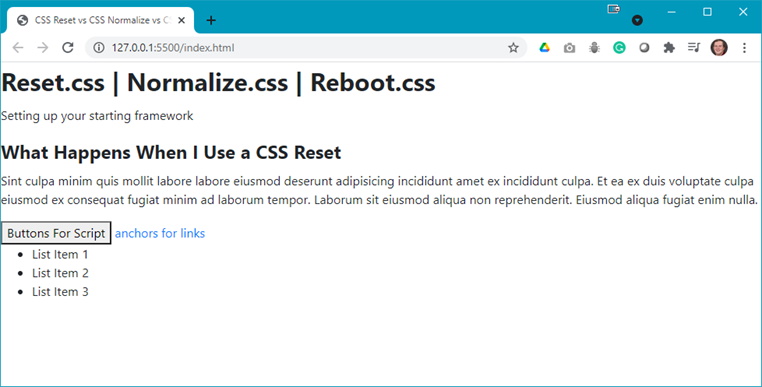 CSS Reset vs CSS Normalize vs C
127.0.0.1:5500/index.html
Reset.css | Normalize.css | Reboot.css
Setting up your starting framework
What Happens When I Use a CSS Reset
Sint culpa minim quis mollit labore labore eiusmod deserunt adipisicing incididunt amet ex incididunt culpa. Et ea ex duis voluptate culpa
eiusmod ex consequat fugiat minim ad laborum tempor. Laborum sit eiusmod aliqua non reprehenderit. Eiusmod aliqua fugiat enim nulla.
Buttons For Script anchors for links
• List Item 1
• List Item 2
• List Item 3